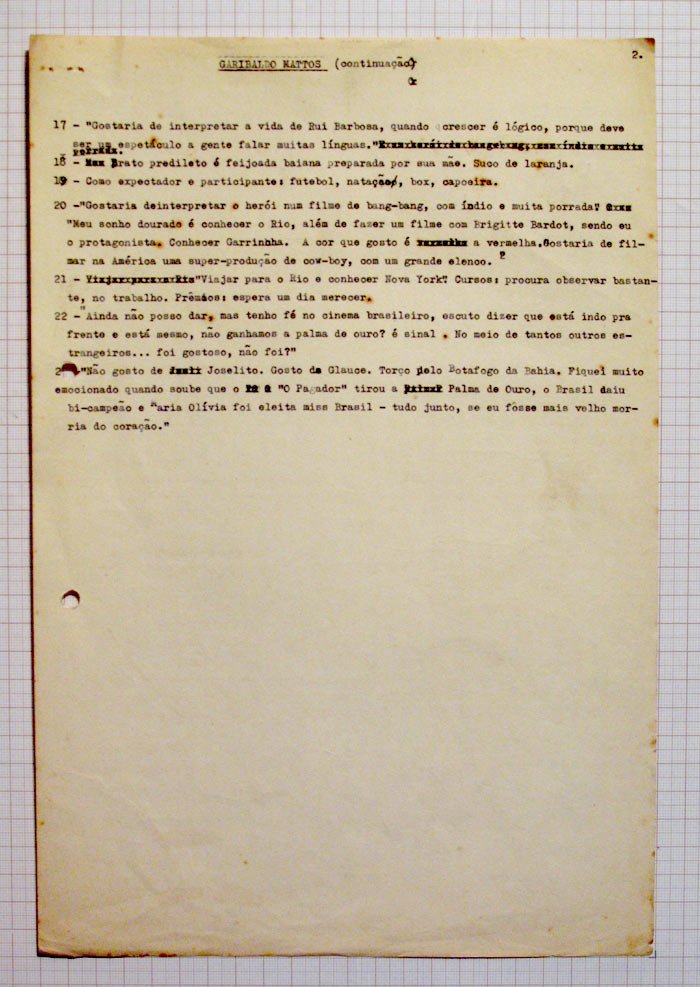 2.
GARIBALDO MATTOS (continuação)
17 - "Gostaria de interpretar a vida de Rui Barbosa, quando crescer é lógico, porque deve
ser um espetáculo a gente falar muitas línguas."
18 - Prato predileto é feijoada baiana preparada por sua mãe. Suco de laranja.
19 - Como expectador e participante: futebol, natação, box, capoeira.
20 -"Gostaria deinterpretar o herói num filme de bang-bang, com índio e muita porrada?
"Meu sonho dourado é conhecer o Rio, além de fazer um filme com Brigitte Bardot, sendo eu
o protagonista. Conhecer Garrinhha. A cor que gosto é a vermelha.Gostaria de fil-
mar na América uma super-produção de cow-boy, com um grande elenco."
21 - "Viajar para o Rio e conhecer Nova York" Cursos: procura observar bastan-
te, no trabalho. Prêmios: espera um dia merecer.
22 -"Ainda não posso dar, mas tenho fé no cinema brasileiro, escuto dizer que está indo pra
frente e está mesmo, não ganhamos a palma de ouro? é sinal . No meio de tantos outros es-
trangeiros... foi gostoso, não foi?"
"Não gosto de Joselito. Gosto da Glauce. Torço pelo Botafogo da Bahia. Fiquei muito
emocionado quando soube que o "O Pagador" tirou a Palma de Ouro, o Brasil daiu
bi-campeão e Maria Olívia foi eleita miss Brasil - tudo junto, se eu fôsse mais velho mor-
ria do coração."